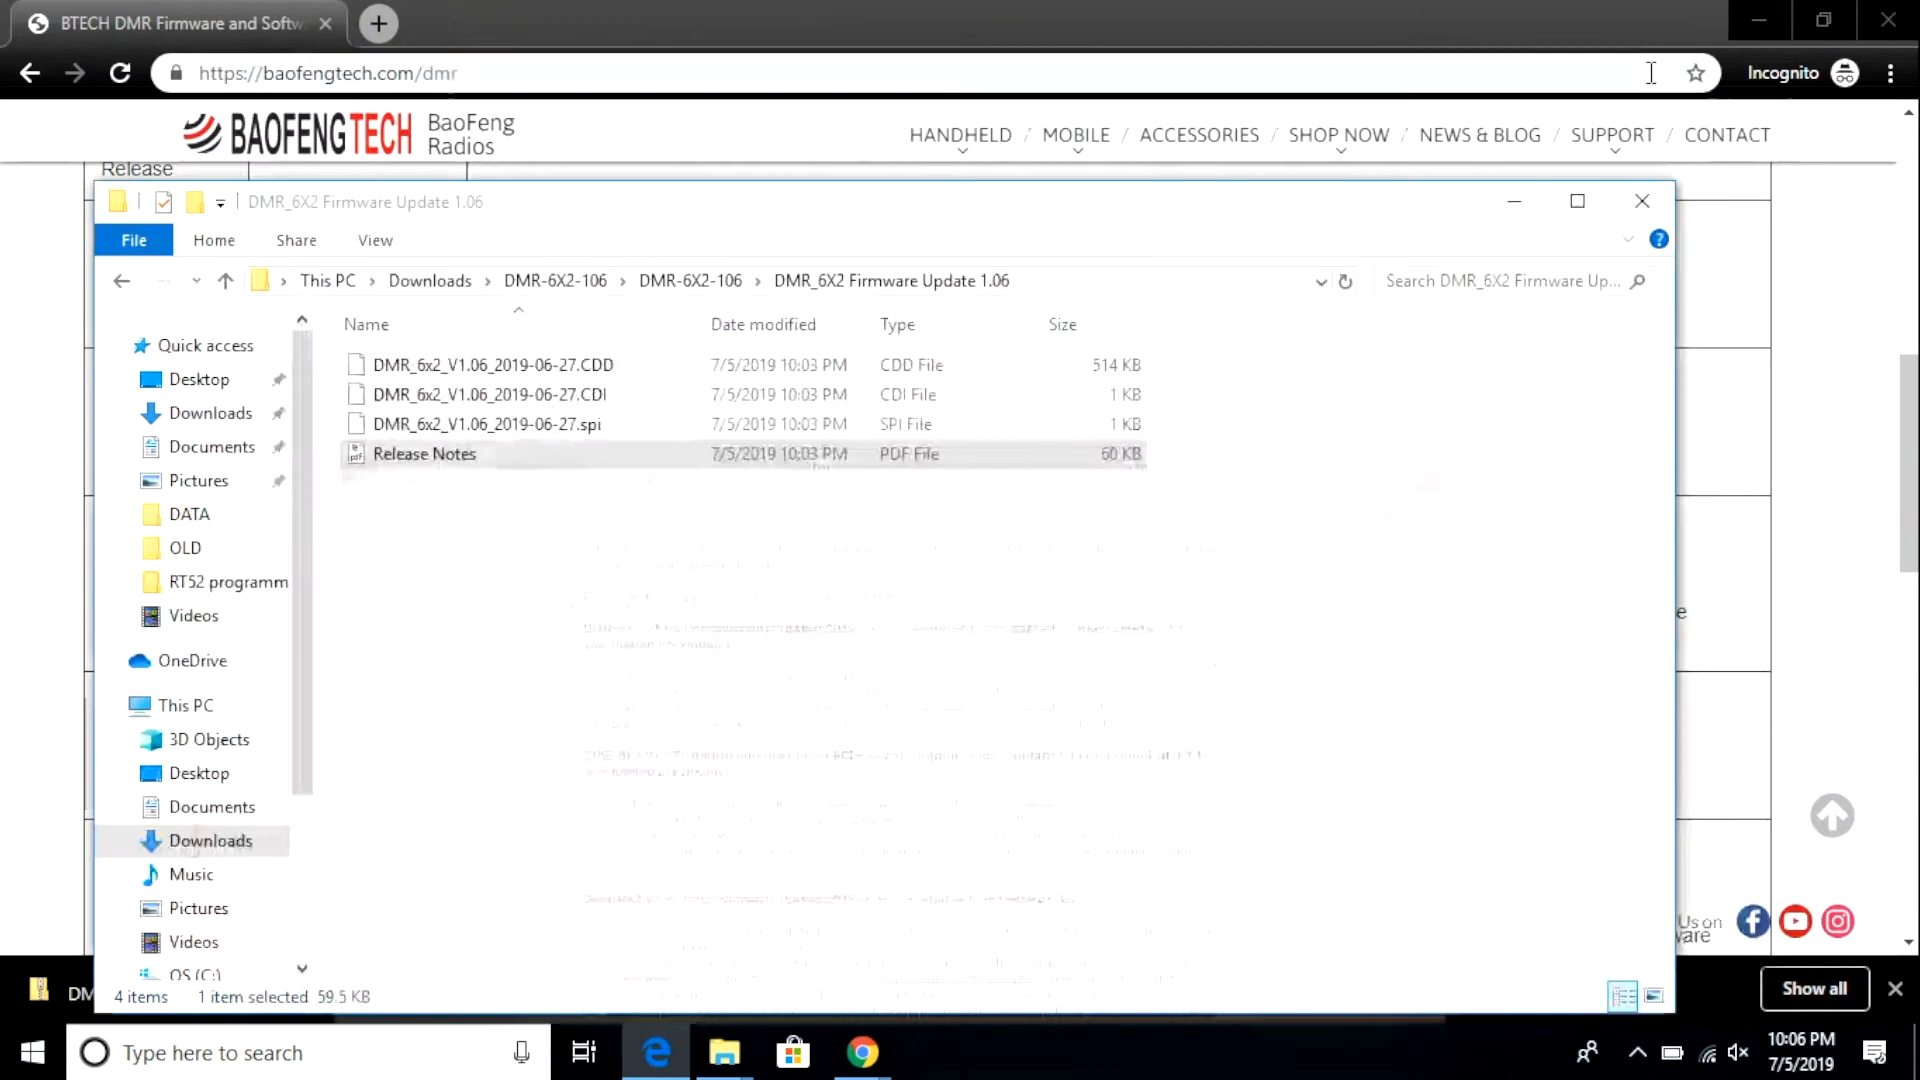 BTECH DMR Firmware and Softw
https://baofengtech.com/dmr
Incognito
BAOFENGTECH
BaoFeng
Radios
HANDHELD / MOBILE / ACCESSORIES / SHOP NOW / NEWS & BLOG / SUPPORT / CONTACT
Release
DMR_6X2 Firmware Update 1.06
File Home Share View
This PC > Downloads > DMR-6X2-106 > DMR-6X2-106 > DMR_6X2 Firmware Update 1.06
Search DMR_6X2 Firmware Up...
Name Date modified Type Size
DMR_6x2_V1.06_2019-06-27.CDD 7/5/2019 10:03 PM CDD File 514 KB
DMR_6x2_V1.06_2019-06-27.CDI 7/5/2019 10:03 PM CDI File 1 KB
DMR_6x2_V1.06_2019-06-27.spi 7/5/2019 10:03 PM SPI File 1 KB
Release Notes 7/5/2019 10:03 PM PDF File 60 KB
Quick access
Desktop
Downloads
Documents
Pictures
DATA
OLD
RT52 programm
Videos
OneDrive
This PC
3D Objects
Desktop
Documents
Downloads
Music
Pictures
Videos
OS (C:)
e
Us on
ware
4 items 1 item selected 59.5 KB
DM
Show all
Type here to search
10:06 PM
7/5/2019